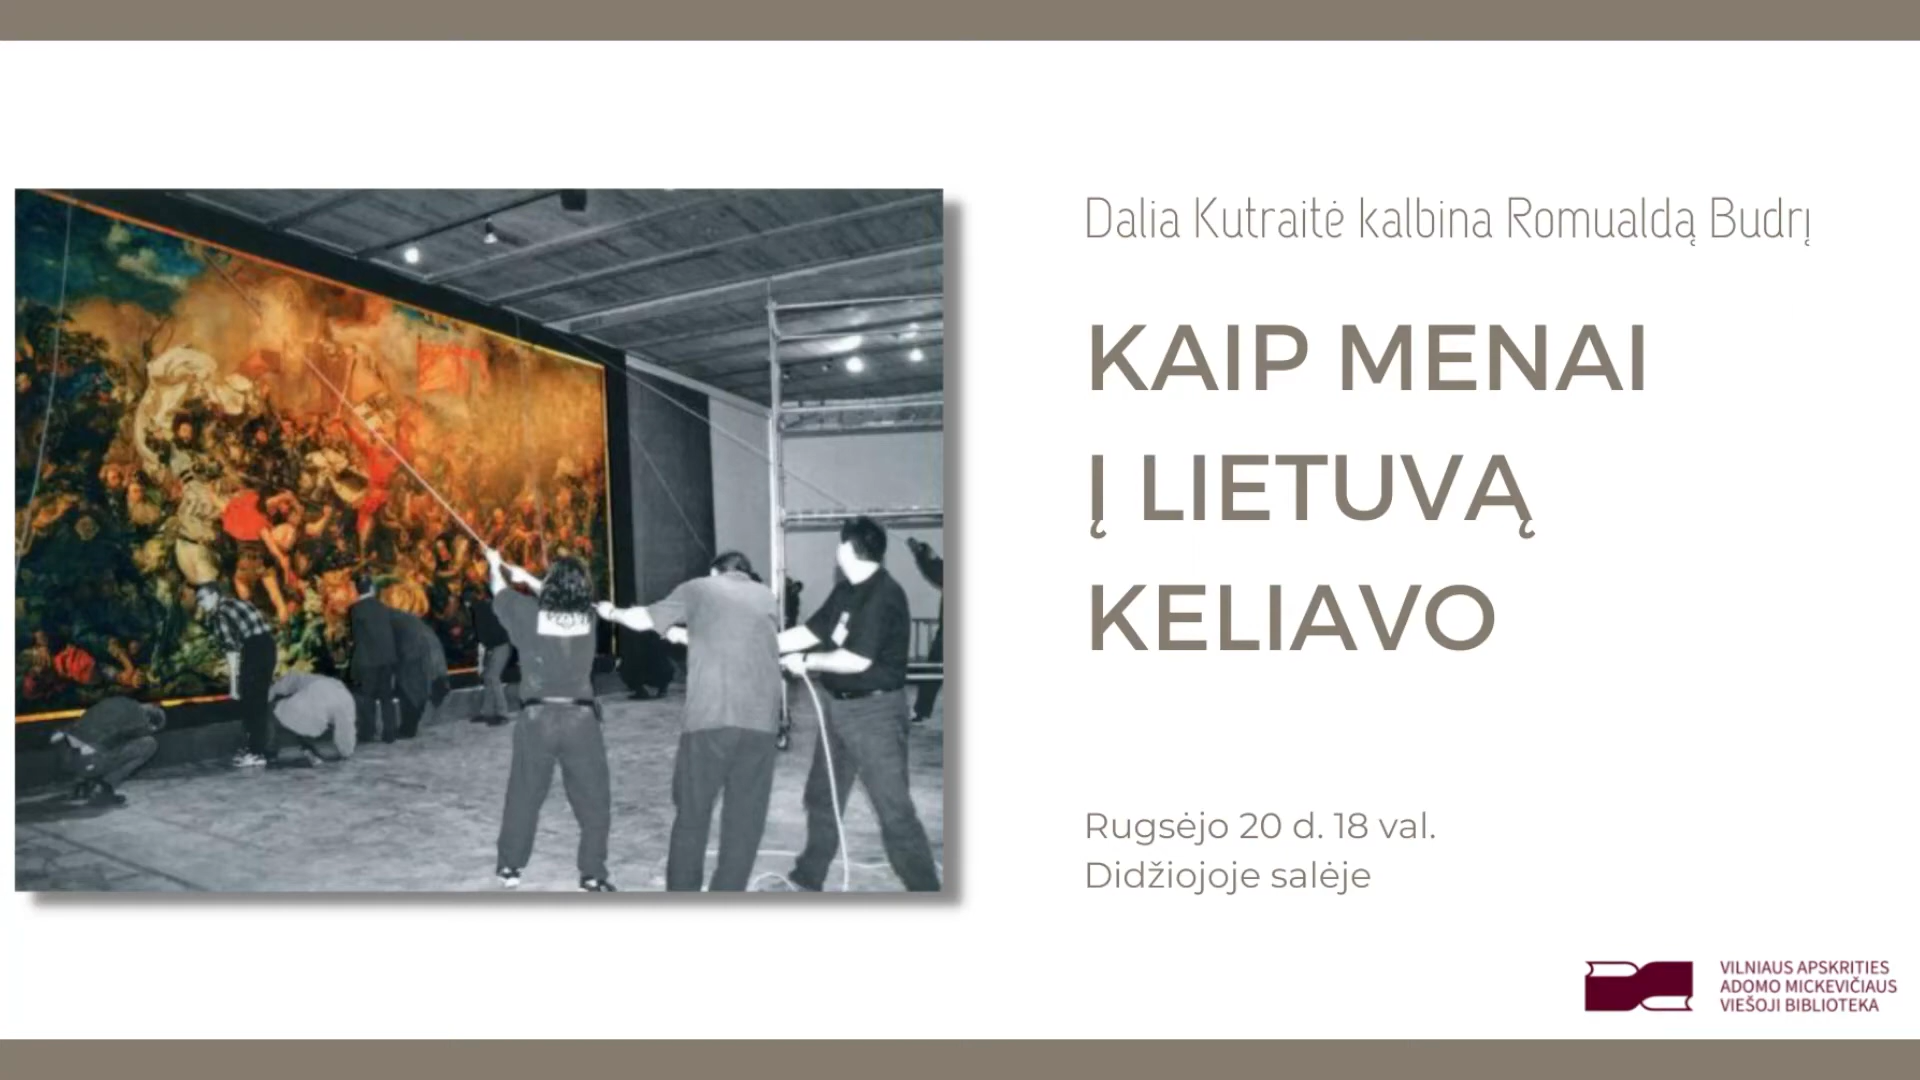 Dalia Kutraitė kalbina Romualdą Budrį
KAIP MENAI
Į LIETUVĄ
KELIAVO
Rugsėjo 20 d. 18 val.
Didžiojoje salėje
VILNIAUS APSKRITIES
ADOMO MICKEVIČIAUS
VIEŠOJI BIBLIOTEKA